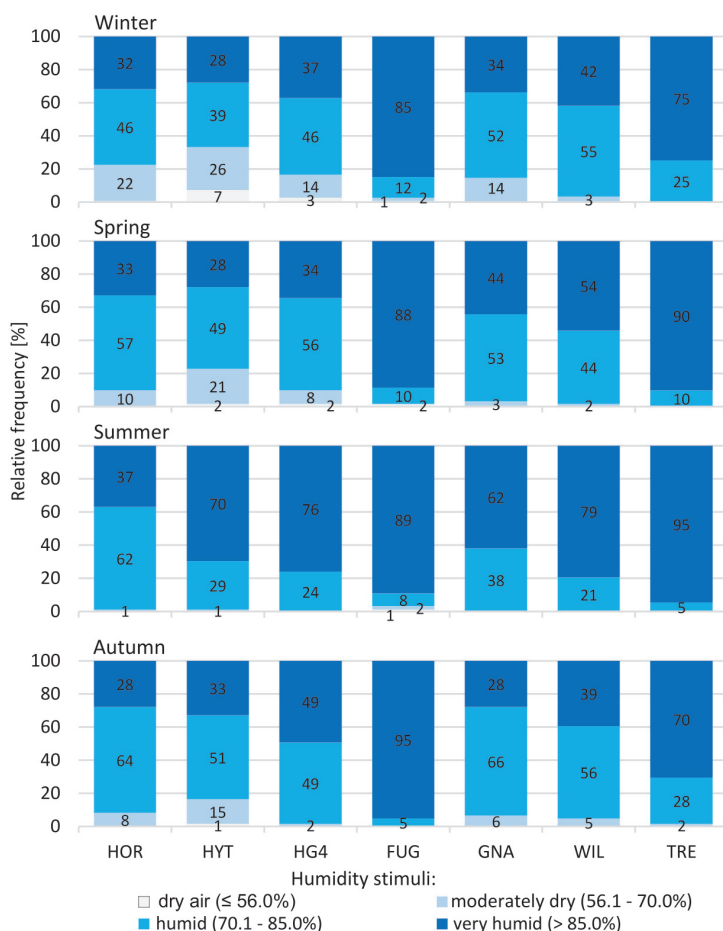 Winter
100
80
60
40
20
0
32 28 37 85 34 42 75
46 39 46 12 52 55 25
22 26 14 1 2 14 3
7 3
Spring
100
80
60
40
20
0
33 28 34 88 44 54 90
57 49 56 10 53 44 10
10 21 8 2 3 2
2 2
Relative frequency [%]
Summer
100
80
60
40
20
0
37 70 76 89 62 79 95
62 29 24 8 38 21 5
1 1 1 2
Autumn
100
80
60
40
20
0
28 33 49 95 28 39 70
64 51 49 5 66 56 28
8 15 2 6 5 2
1
HOR HYT HG4 FUG GNA WIL TRE
Humidity stimuli:
dry air (≤ 56.0%) moderately dry (56.1 - 70.0%)
humid (70.1 - 85.0%) very humid (> 85.0%)